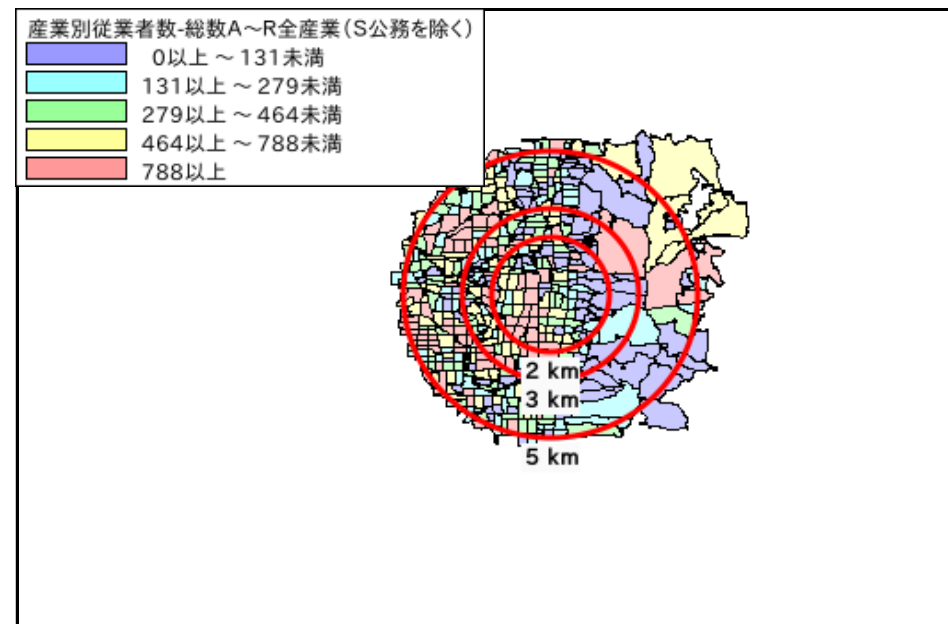 産業別従業者数-総数A～R全産業(S公務を除く)
0以上 ～ 131未満
131以上 ～ 279未満
279以上 ～ 464未満
464以上 ～ 788未満
788以上
2 km
3 km
5 km